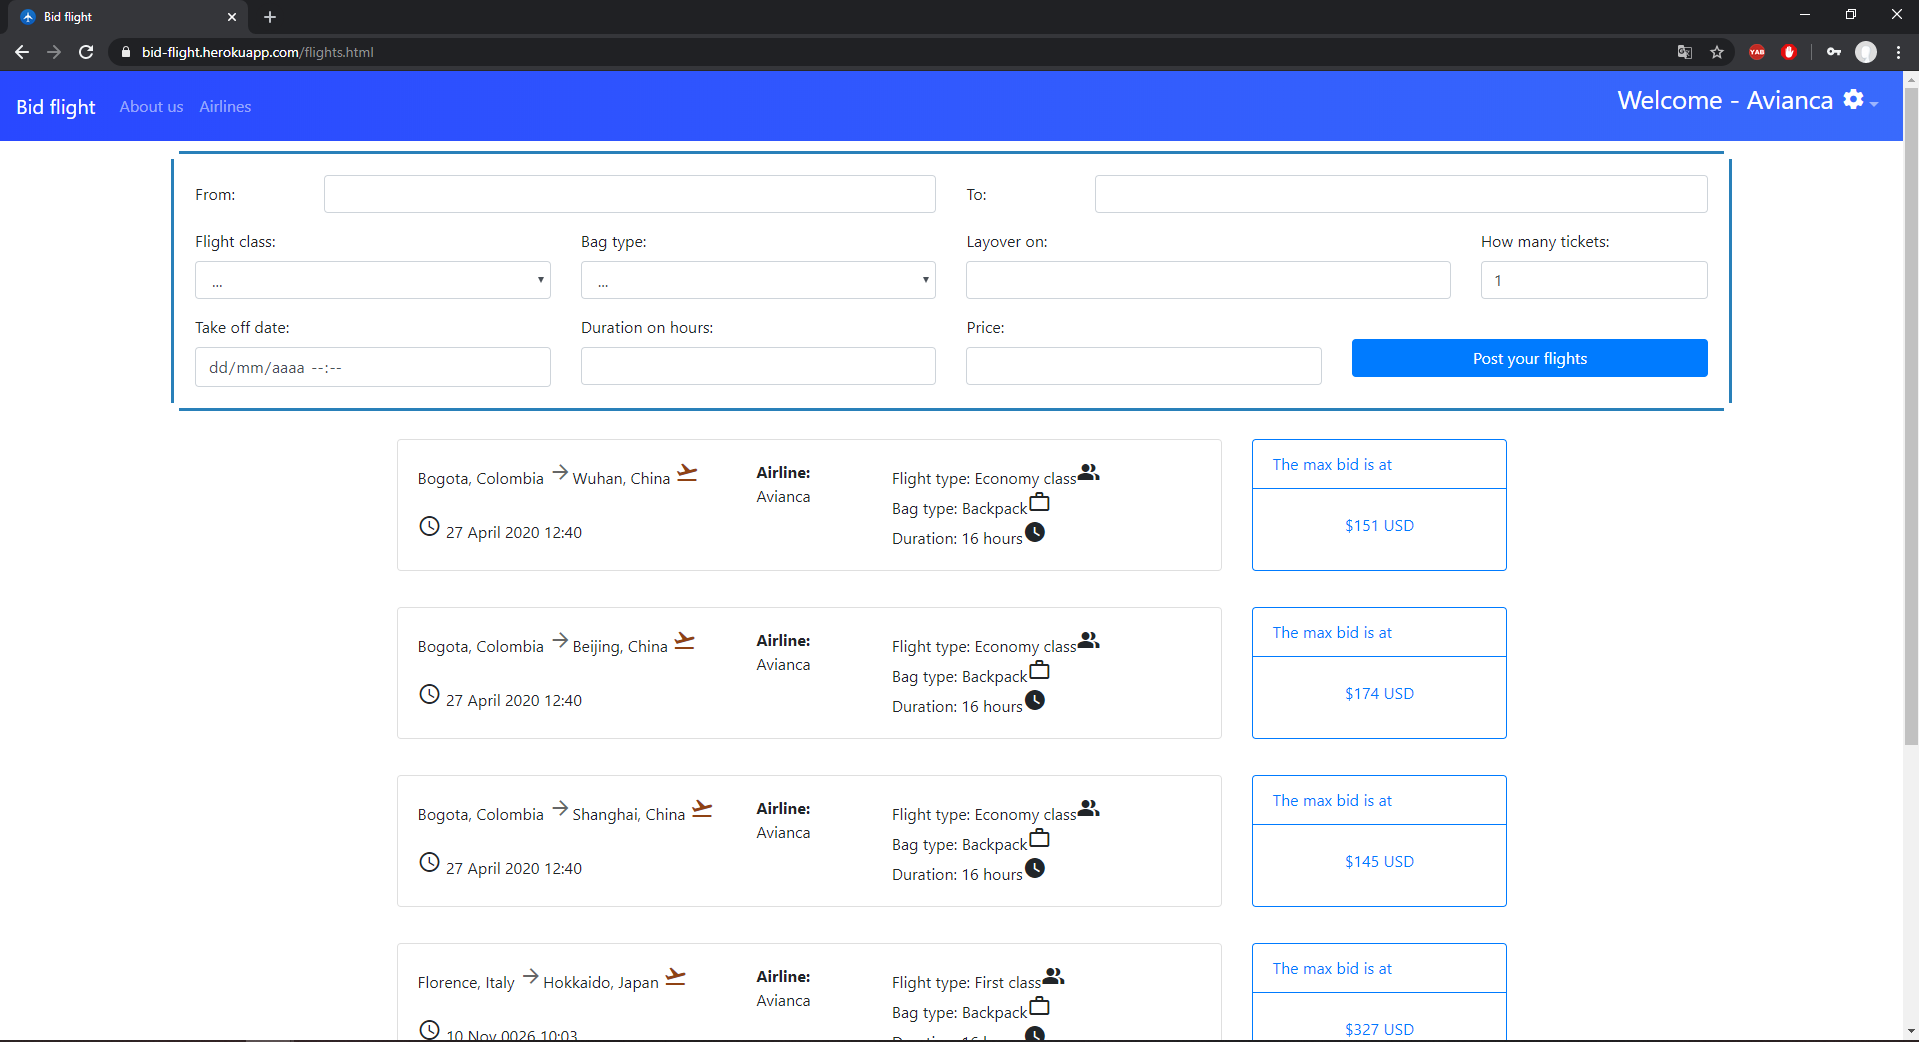 Bid flight
bid-flight.herokuapp.com/flights.html
YAB
Bid flight About us Airlines Welcome - Avianca
From: To:
Flight class: Bag type: Layover on: How many tickets:
... ... 1
Take off date: Duration on hours: Price:
dd/mm/aaaa --:-- Post your flights
Bogota, Colombia Wuhan, China
27 April 2020 12:40
Airline:
Avianca
Flight type: Economy class
Bag type: Backpack
Duration: 16 hours
The max bid is at
$151 USD
Bogota, Colombia Beijing, China
27 April 2020 12:40
Airline:
Avianca
Flight type: Economy class
Bag type: Backpack
Duration: 16 hours
The max bid is at
$174 USD
Bogota, Colombia Shanghai, China
27 April 2020 12:40
Airline:
Avianca
Flight type: Economy class
Bag type: Backpack
Duration: 16 hours
The max bid is at
$145 USD
Florence, Italy Hokkaido, Japan
10 Nov 0026 10:03
Airline:
Avianca
Flight type: First class
Bag type: Backpack
The max bid is at
$327 USD